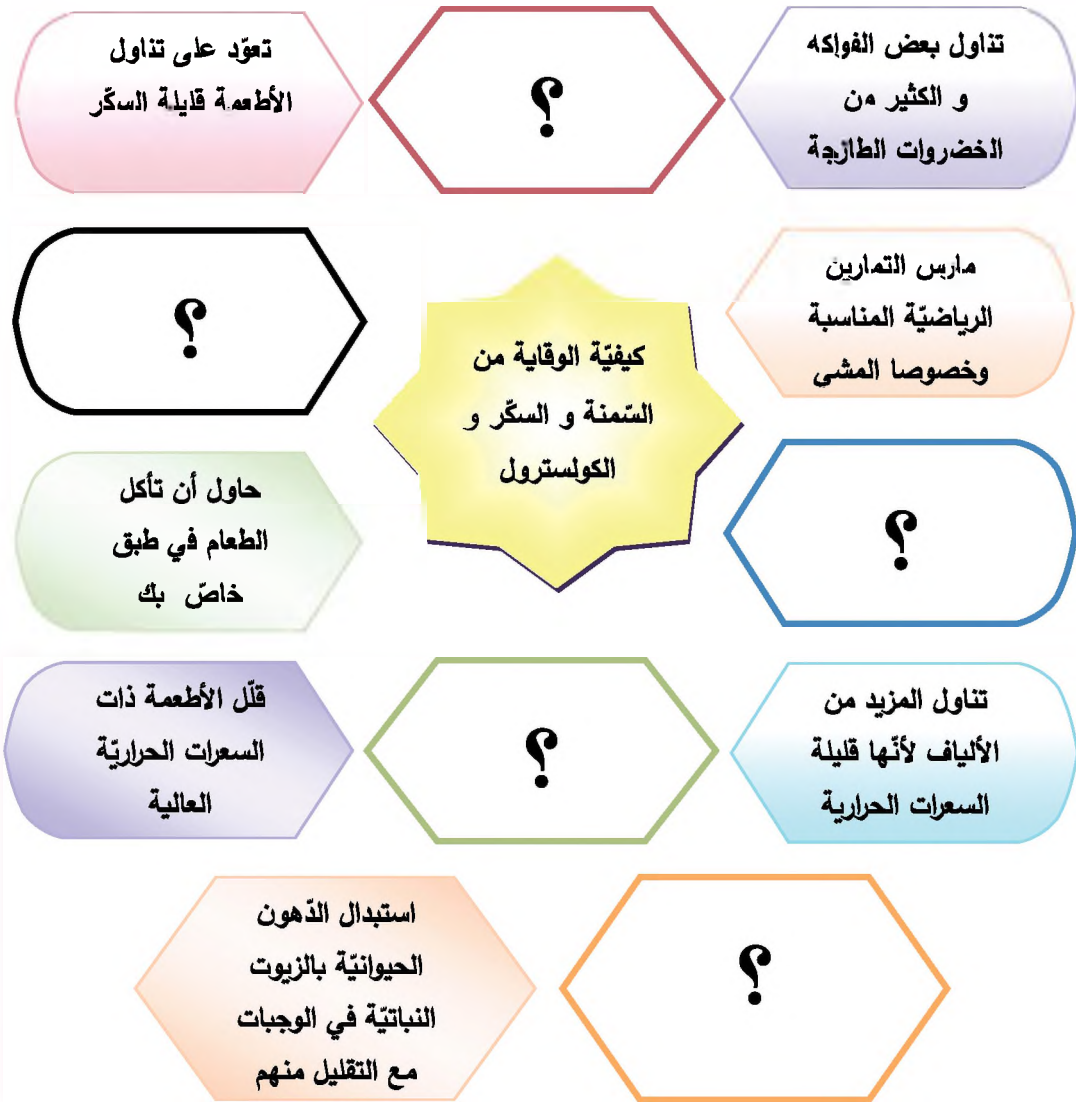 تناول بعض الفواكه
و الكثير من
الخضروات الطازجة
؟
تعوّد على تناول
الأطعمة قليلة السكّر
مارس التمارين
الرياضيّة المناسبة
وخصوصا المشي
كيفيّة الوقاية من
السّمنة و السكّر و
الكولسترول
؟
؟
حاول أن تأكل
الطعام في طبق
خاصّ بك
تناول المزيد من
الألياف لأنّها قليلة
السعرات الحرارية
؟
قلّل الأطعمة ذات
السعرات الحراريّة
العالية
؟
استبدال الدّهون
الحيوانيّة بالزيوت
النباتيّة في الوجبات
مع التقليل منهم